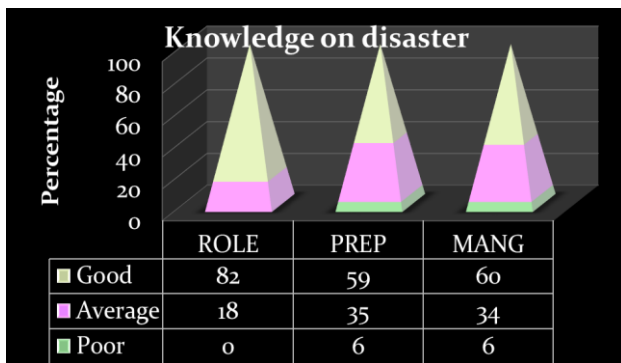 Knowledge on disaster
Percentage
100
80
60
40
20
0
ROLE PREP MANG
Good 82 59 60
Average 18 35 34
Poor 0 6 6